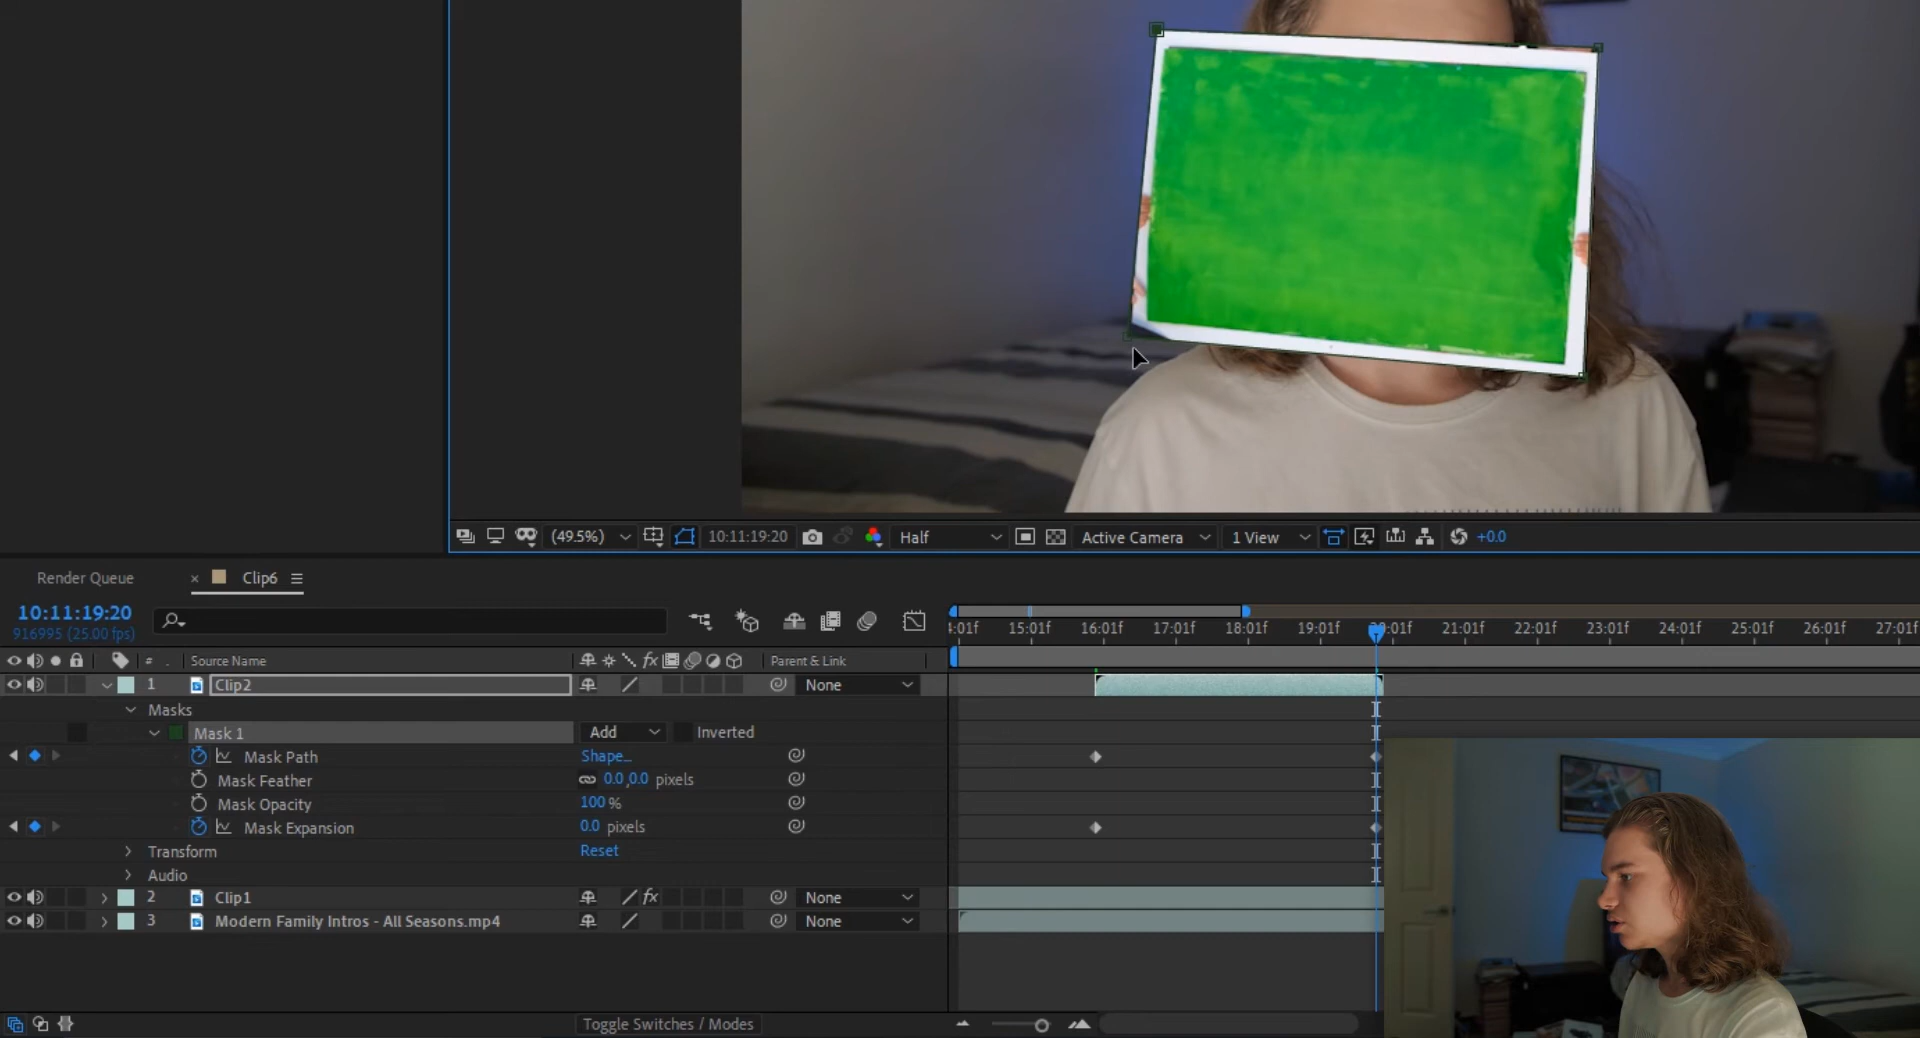 (49.5%) 10:11:19:20 Half Active Camera 1 View +0.0
Render Queue × Clip6
10:11:19:20
916995 (25.00 fps)
15:01f 16:01f 17:01f 18:01f 19:01f 21:01f 22:01f 23:01f 24:01f 25:01f 26:01f 27:01f
# Source Name fx Parent & Link
1 Clip2 None
Masks
Mask 1 Add Inverted
Mask Path Shape...
Mask Feather 0.0,0.0 pixels
Mask Opacity 100 %
Mask Expansion 0.0 pixels
Transform Reset
Audio
2 Clip1 fx None
3 Modern Family Intros - All Seasons.mp4 None
Toggle Switches / Modes